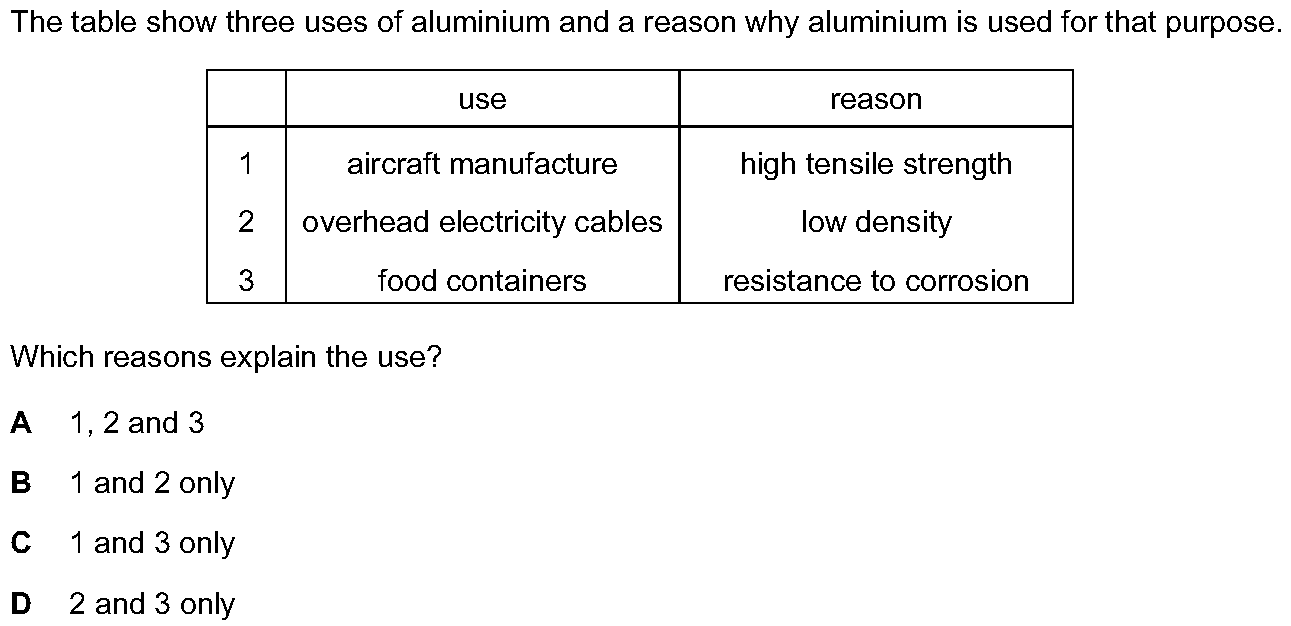 The table show three uses of aluminium and a reason why aluminium is used for that purpose.
use reason
1 aircraft manufacture high tensile strength
2 overhead electricity cables low density
3 food containers resistance to corrosion
Which reasons explain the use?
A 1, 2 and 3
B 1 and 2 only
C 1 and 3 only
D 2 and 3 only